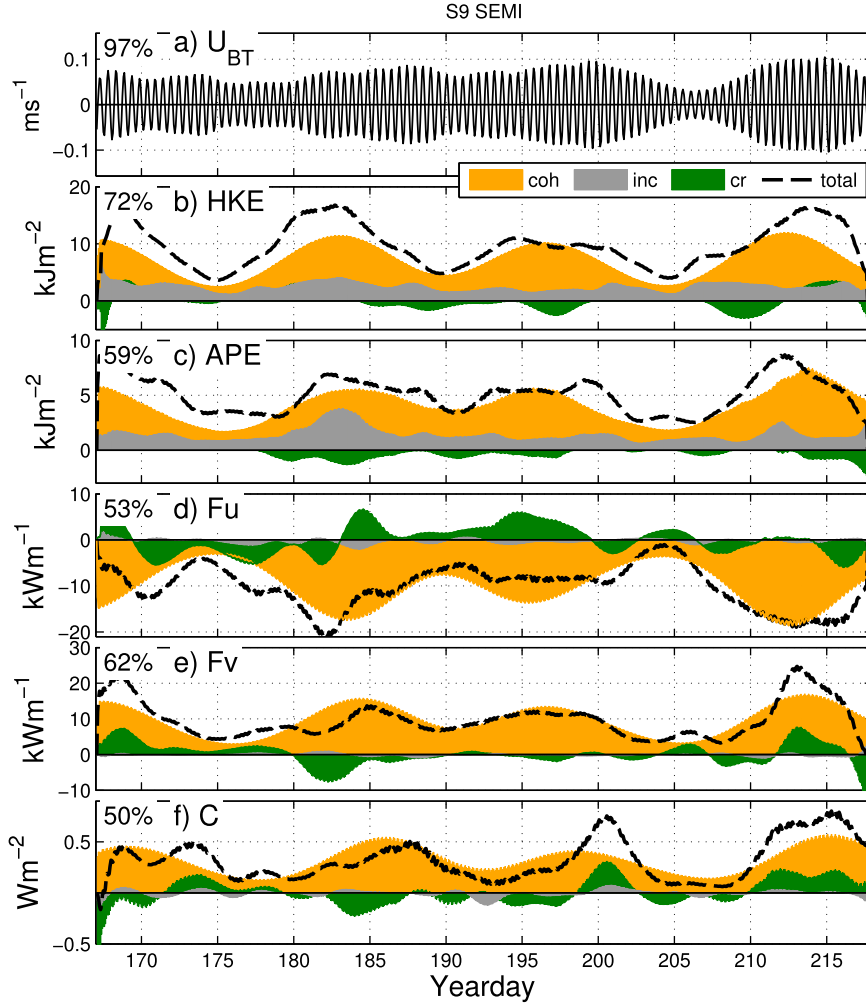 S9 SEMI
97% a) U_BT
ms⁻¹
0.1
0
−0.1
coh inc cr total
72% b) HKE
kJm⁻²
20
10
0
59% c) APE
kJm⁻²
10
5
0
53% d) Fu
kWm⁻¹
10
0
−10
−20
62% e) Fv
kWm⁻¹
30
20
10
0
−10
50% f) C
Wm⁻²
0.5
−0.5
170 175 180 185 190 195 200 205 210 215
Yearday